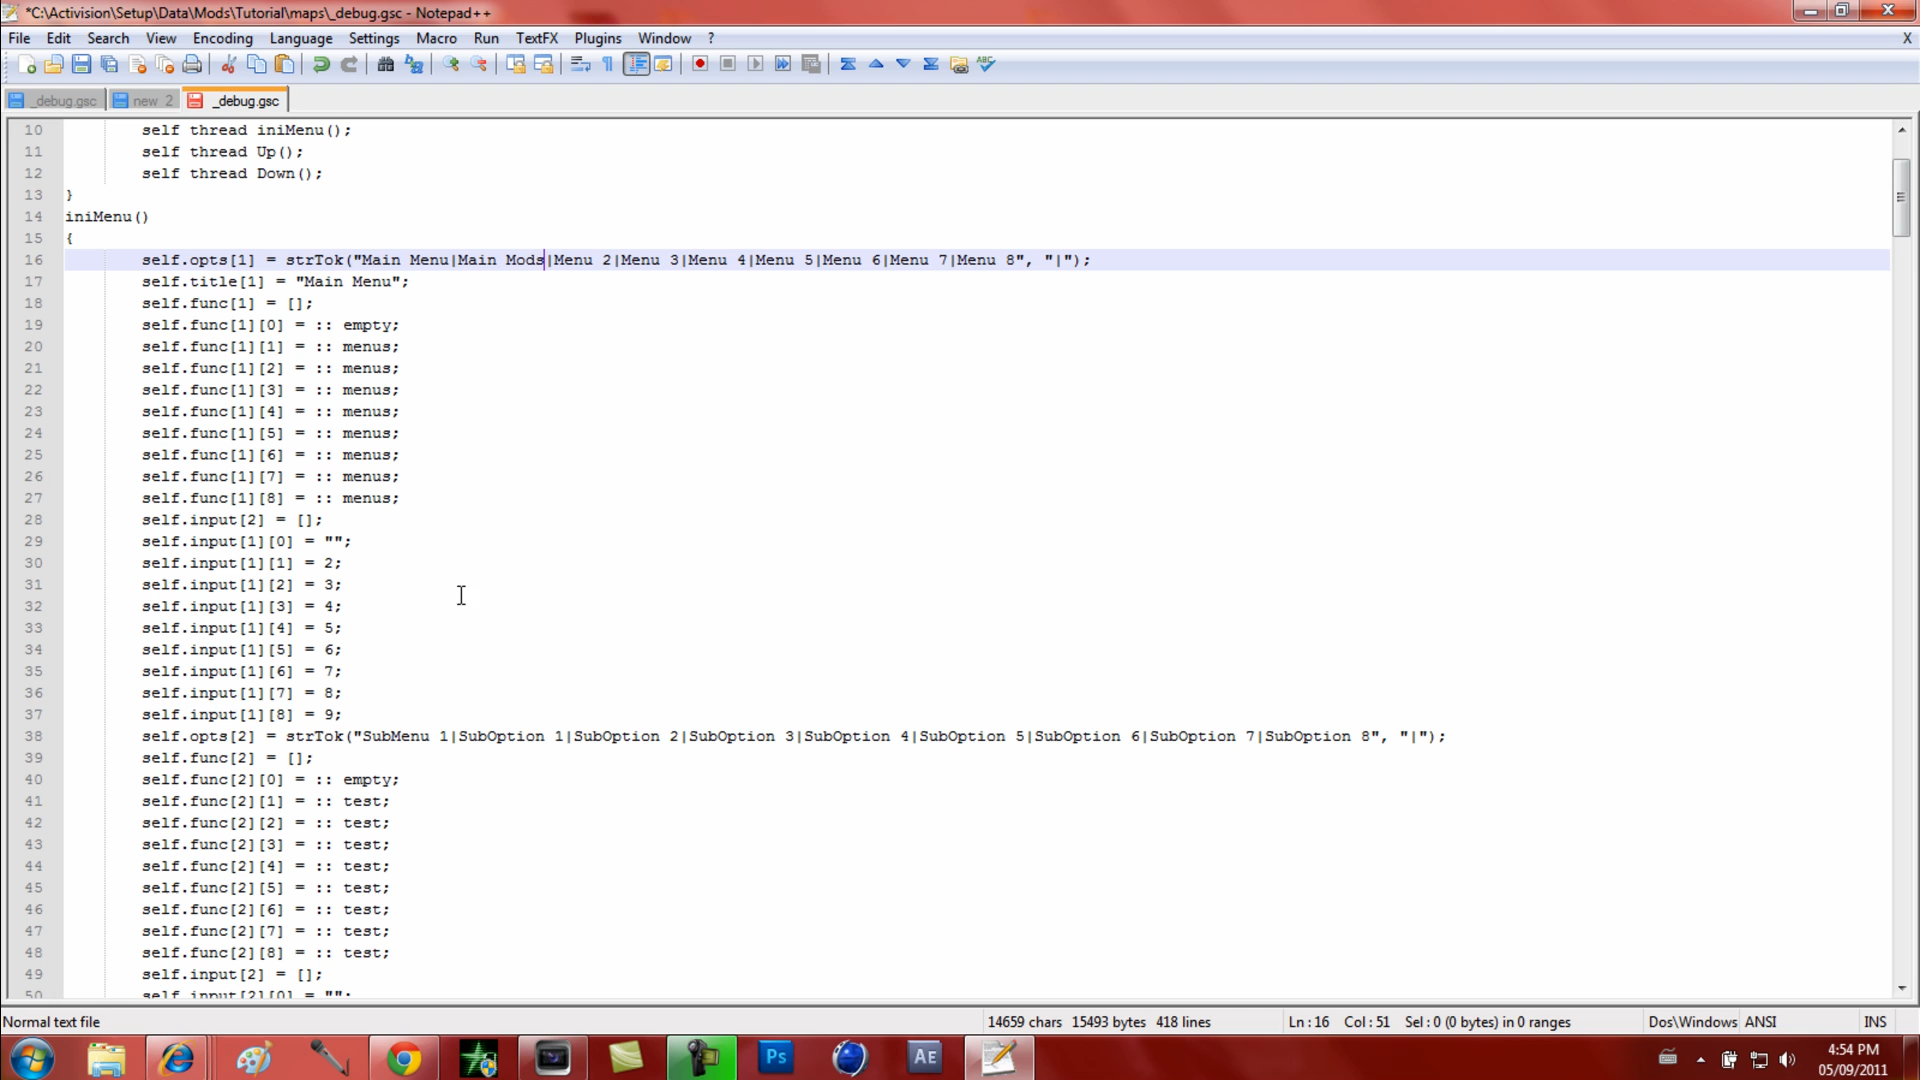 *C:\Activision\Setup\Data\Mods\Tutorial\maps\_debug.gsc - Notepad++
File Edit Search View Encoding Language Settings Macro Run TextFX Plugins Window ? X
_debug.gsc new 2 _debug.gsc
10 self thread iniMenu();
11 self thread Up();
12 self thread Down();
13 }
14 iniMenu()
15 {
16 self.opts[1] = strTok("Main Menu|Main Mods|Menu 2|Menu 3|Menu 4|Menu 5|Menu 6|Menu 7|Menu 8", "|");
17 self.title[1] = "Main Menu";
18 self.func[1] = [];
19 self.func[1][0] = :: empty;
20 self.func[1][1] = :: menus;
21 self.func[1][2] = :: menus;
22 self.func[1][3] = :: menus;
23 self.func[1][4] = :: menus;
24 self.func[1][5] = :: menus;
25 self.func[1][6] = :: menus;
26 self.func[1][7] = :: menus;
27 self.func[1][8] = :: menus;
28 self.input[2] = [];
29 self.input[1][0] = "";
30 self.input[1][1] = 2;
31 self.input[1][2] = 3;
32 self.input[1][3] = 4;
33 self.input[1][4] = 5;
34 self.input[1][5] = 6;
35 self.input[1][6] = 7;
36 self.input[1][7] = 8;
37 self.input[1][8] = 9;
38 self.opts[2] = strTok("SubMenu 1|SubOption 1|SubOption 2|SubOption 3|SubOption 4|SubOption 5|SubOption 6|SubOption 7|SubOption 8", "|");
39 self.func[2] = [];
40 self.func[2][0] = :: empty;
41 self.func[2][1] = :: test;
42 self.func[2][2] = :: test;
43 self.func[2][3] = :: test;
44 self.func[2][4] = :: test;
45 self.func[2][5] = :: test;
46 self.func[2][6] = :: test;
47 self.func[2][7] = :: test;
48 self.func[2][8] = :: test;
49 self.input[2] = [];
50 self.input[2][0] = "";
Normal text file 14659 chars 15493 bytes 418 lines Ln : 16 Col : 51 Sel : 0 (0 bytes) in 0 ranges Dos\Windows ANSI INS
Ps AE
4:54 PM
05/09/2011